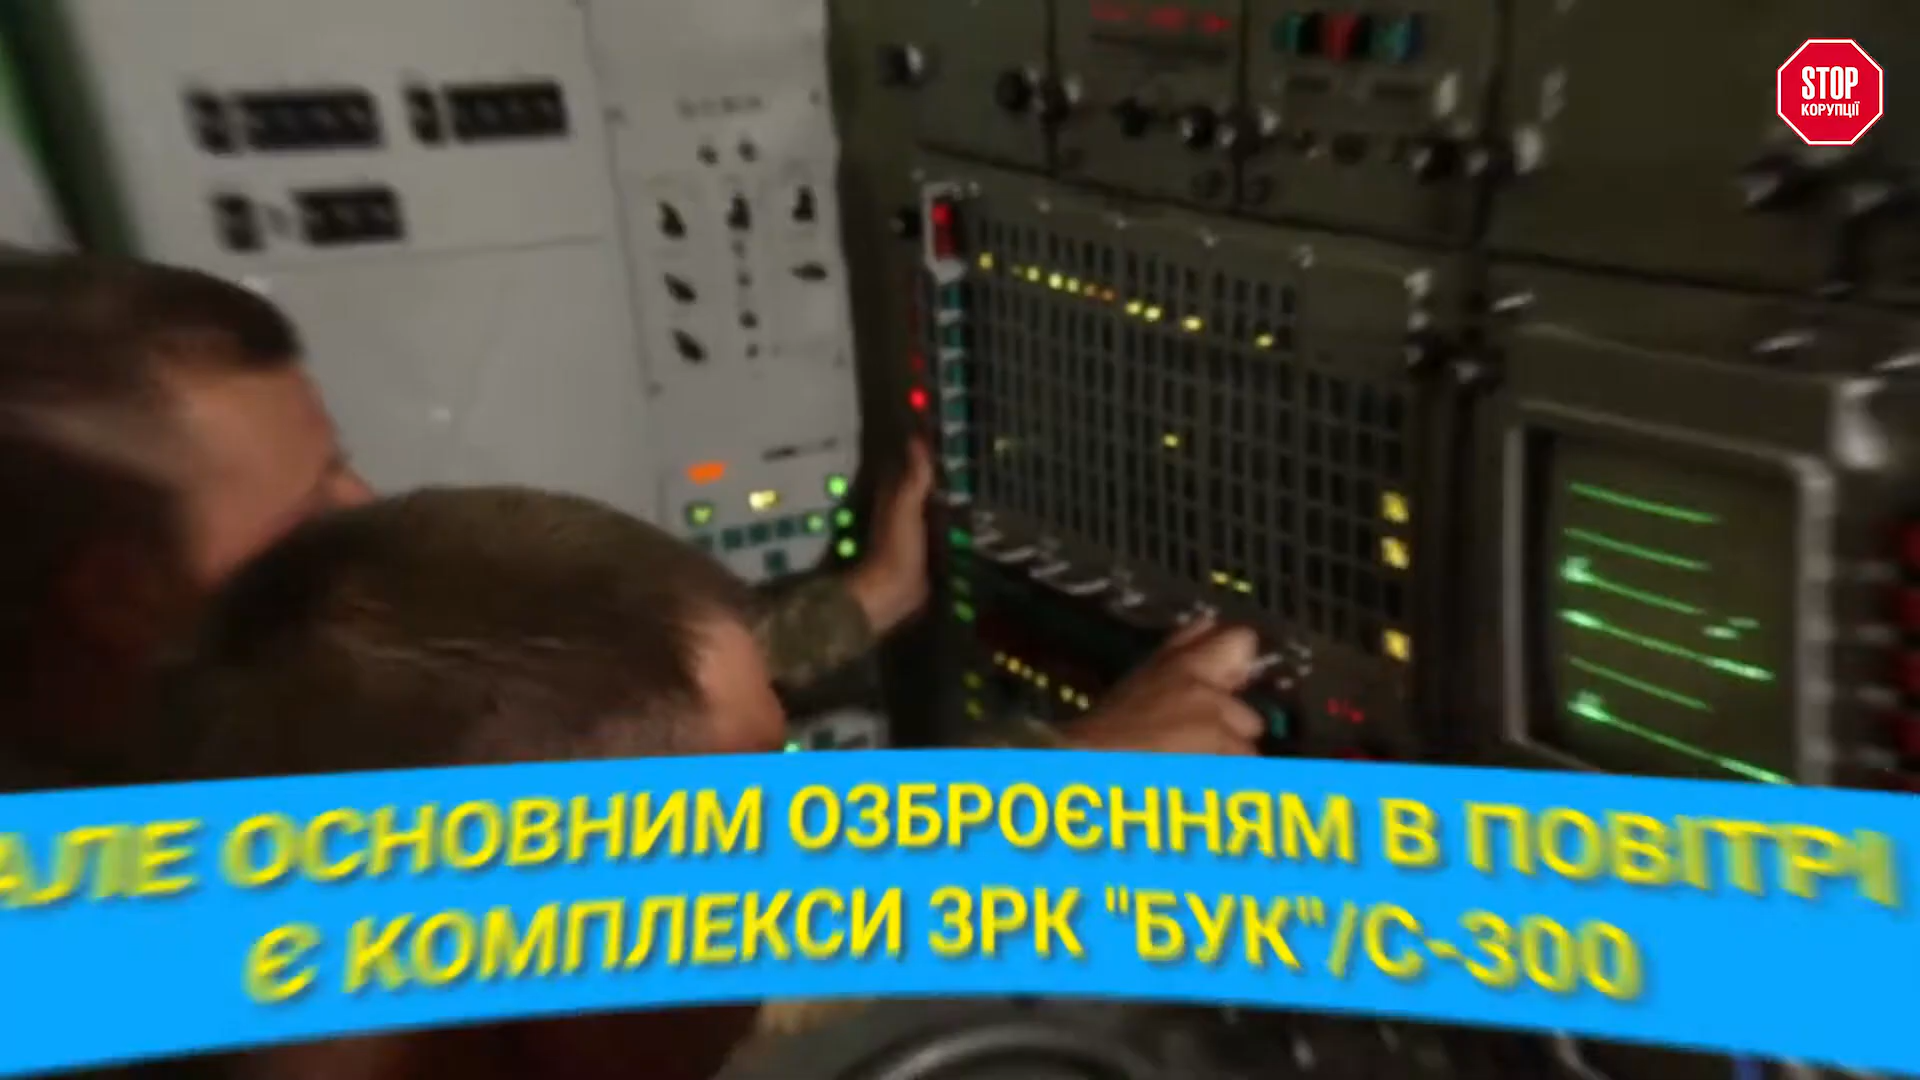 STOP
КОРУПЦІЇ
АЛЕ ОСНОВНИМ ОЗБРОЄННЯМ В ПОВІТРІ
Є КОМПЛЕКСИ ЗРК "БУК"/С-300